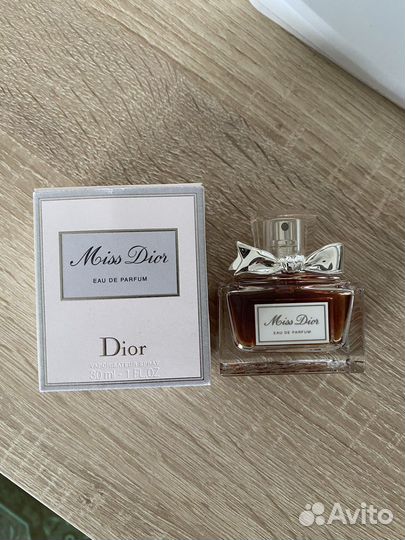 Miss Dior
EAU DE PARFUM
Dior
VAPORISATEUR SPRAY
30 ml - 1 FL.OZ
Miss Dior
EAU DE PARFUM
Avito